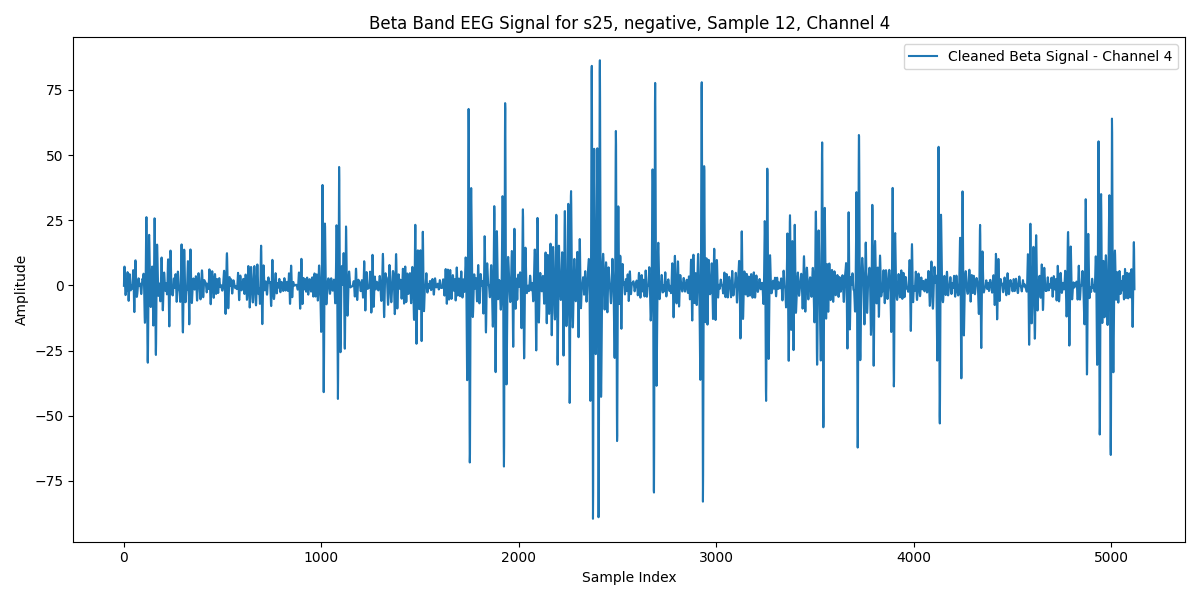 Beta Band EEG Signal for s25, negative, Sample 12, Channel 4
Cleaned Beta Signal - Channel 4
Amplitude
75
50
25
0
−25
−50
−75
0 1000 2000 3000 4000 5000
Sample Index